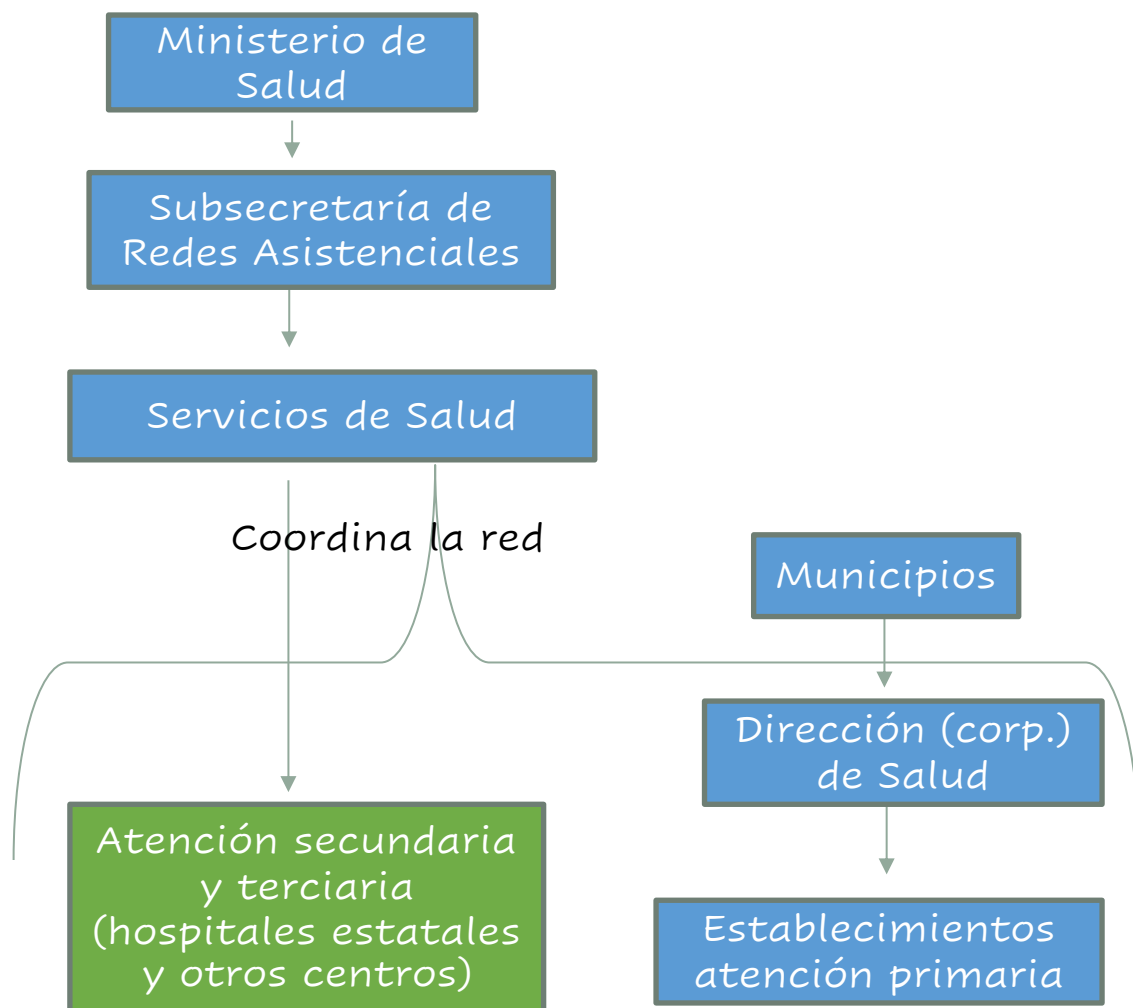 Ministerio de
Salud
Subsecretaría de
Redes Asistenciales
Servicios de Salud
Coordina la red
Municipios
Dirección (corp.)
de Salud
Atención secundaria
y terciaria
(hospitales estatales
y otros centros)
Establecimientos
atención primaria